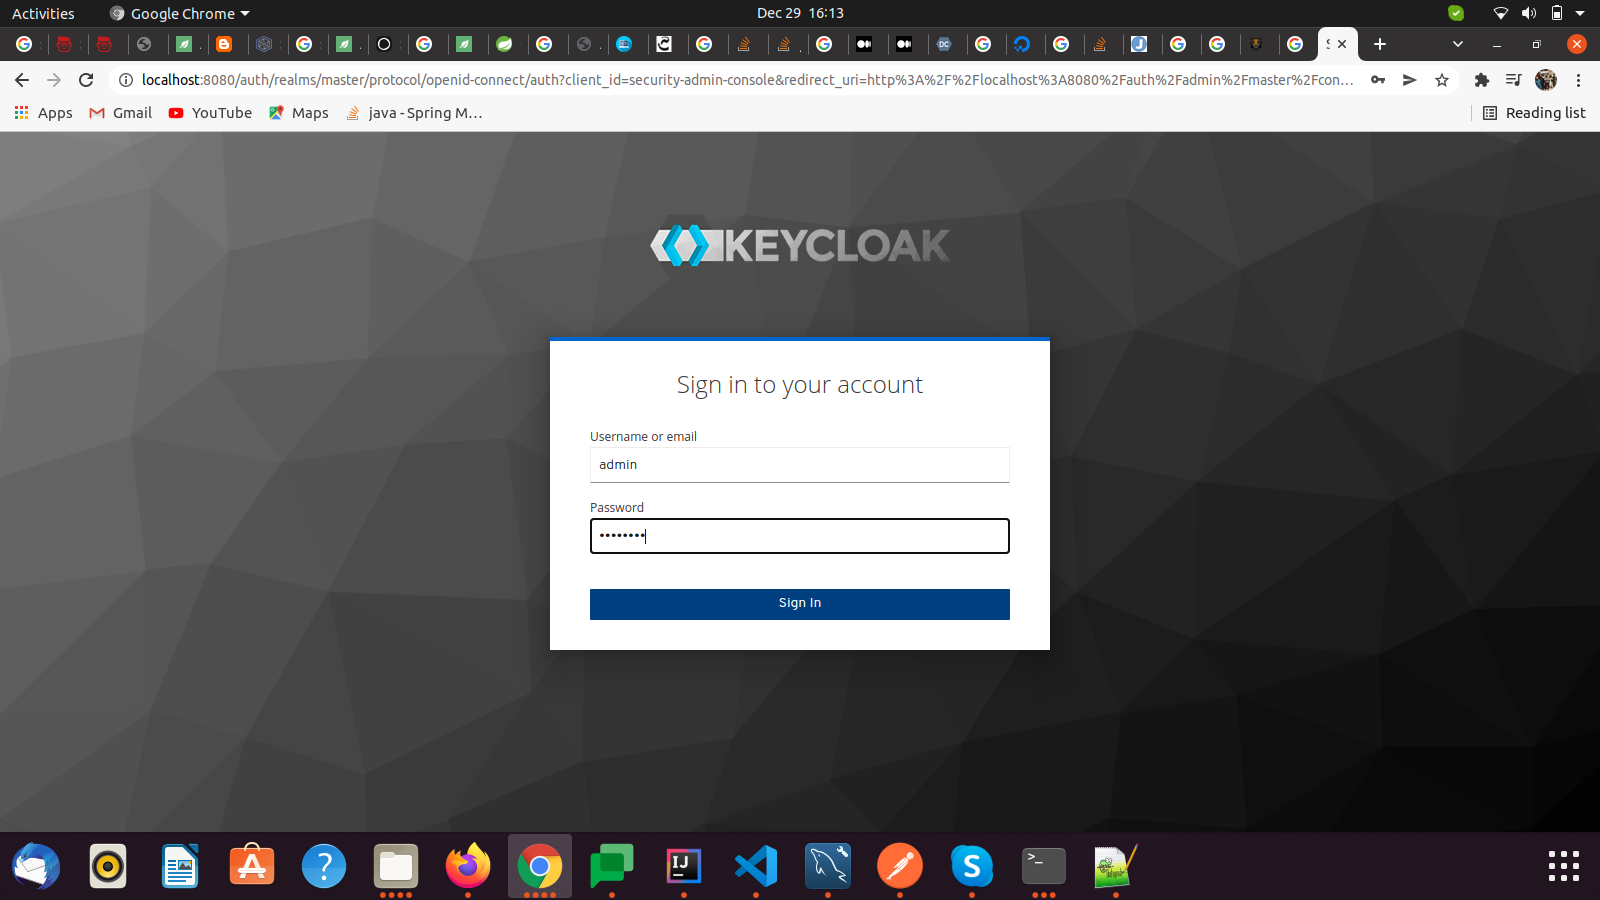 Activities
Google Chrome
Dec 29 16:13
localhost:8080/auth/realms/master/protocol/openid-connect/auth?client_id=security-admin-console&redirect_uri=http%3A%2F%2Flocalhost%3A8080%2Fauth%2Fadmin%2Fmaster%2Fcon...
Apps
Gmail
YouTube
Maps
java - Spring M...
Reading list
KEYCLOAK
Sign in to your account
Username or email
admin
Password
Sign In